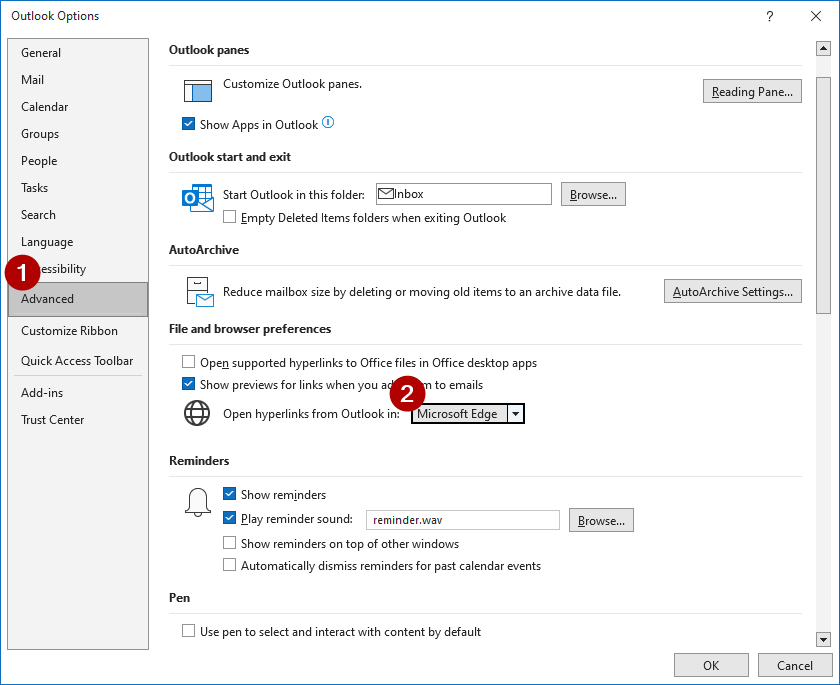 Outlook Options
?
General
Mail
Calendar
Groups
People
Tasks
Search
Language
essibility
1
Advanced
Customize Ribbon
Quick Access Toolbar
Add-ins
Trust Center
Outlook panes
Customize Outlook panes.
Reading Pane...
Show Apps in Outlook
Outlook start and exit
Start Outlook in this folder: Inbox Browse...
Empty Deleted Items folders when exiting Outlook
AutoArchive
Reduce mailbox size by deleting or moving old items to an archive data file. AutoArchive Settings...
File and browser preferences
Open supported hyperlinks to Office files in Office desktop apps
Show previews for links when you ad m to emails
2
Open hyperlinks from Outlook in: Microsoft Edge
Reminders
Show reminders
Play reminder sound: reminder.wav Browse...
Show reminders on top of other windows
Automatically dismiss reminders for past calendar events
Pen
Use pen to select and interact with content by default
OK Cancel